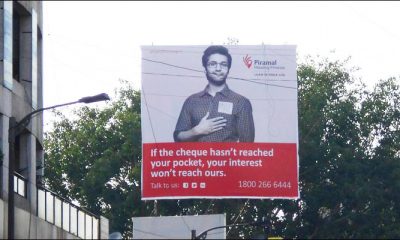 Piramal
Housing Finance
If the cheque hasn't reached
your pocket, your interest
won't reach ours.
Talk to us:
1800 266 6444